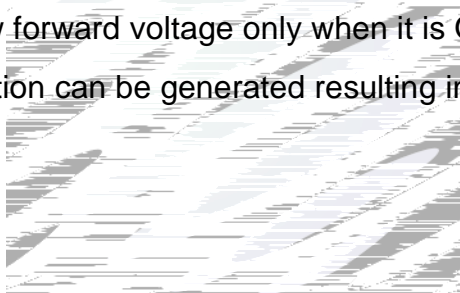 forward voltage only when it is
tion can be generated resulting in